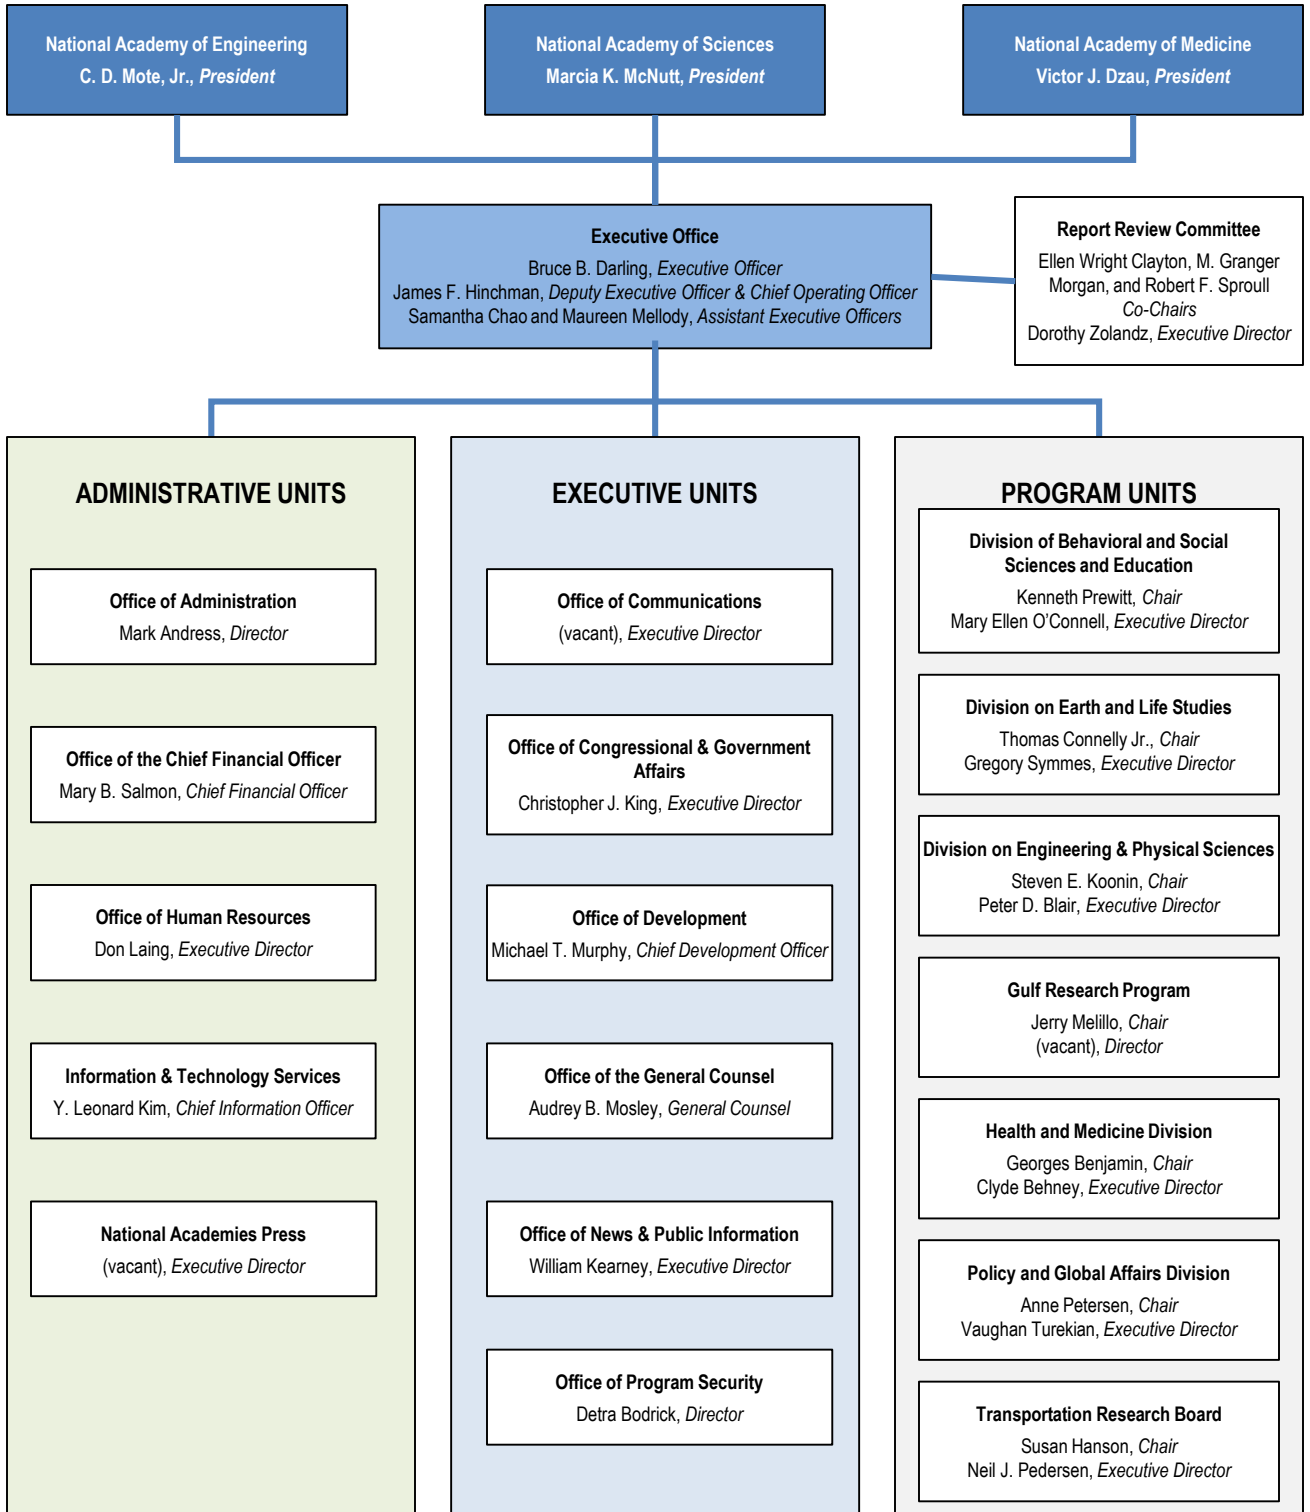 National Academy of Engineering
C. D. Mote, Jr., President
National Academy of Sciences
Marcia K. McNutt, President
National Academy of Medicine
Victor J. Dzau, President
Executive Office
Bruce B. Darling, Executive Officer
James F. Hinchman, Deputy Executive Officer & Chief Operating Officer
Samantha Chao and Maureen Mellody, Assistant Executive Officers
Report Review Committee
Ellen Wright Clayton, M. Granger
Morgan, and Robert F. Sproull
Co-Chairs
Dorothy Zolandz, Executive Director
ADMINISTRATIVE UNITS
Office of Administration
Mark Andress, Director
Office of the Chief Financial Officer
Mary B. Salmon, Chief Financial Officer
Office of Human Resources
Don Laing, Executive Director
Information & Technology Services
Y. Leonard Kim, Chief Information Officer
National Academies Press
(vacant), Executive Director
EXECUTIVE UNITS
Office of Communications
(vacant), Executive Director
Office of Congressional & Government
Affairs
Christopher J. King, Executive Director
Office of Development
Michael T. Murphy, Chief Development Officer
Office of the General Counsel
Audrey B. Mosley, General Counsel
Office of News & Public Information
William Kearney, Executive Director
Office of Program Security
Detra Bodrick, Director
PROGRAM UNITS
Division of Behavioral and Social
Sciences and Education
Kenneth Prewitt, Chair
Mary Ellen O’Connell, Executive Director
Division on Earth and Life Studies
Thomas Connelly Jr., Chair
Gregory Symmes, Executive Director
Division on Engineering & Physical Sciences
Steven E. Koonin, Chair
Peter D. Blair, Executive Director
Gulf Research Program
Jerry Melillo, Chair
(vacant), Director
Health and Medicine Division
Georges Benjamin, Chair
Clyde Behney, Executive Director
Policy and Global Affairs Division
Anne Petersen, Chair
Vaughan Turekian, Executive Director
Transportation Research Board
Susan Hanson, Chair
Neil J. Pedersen, Executive Director